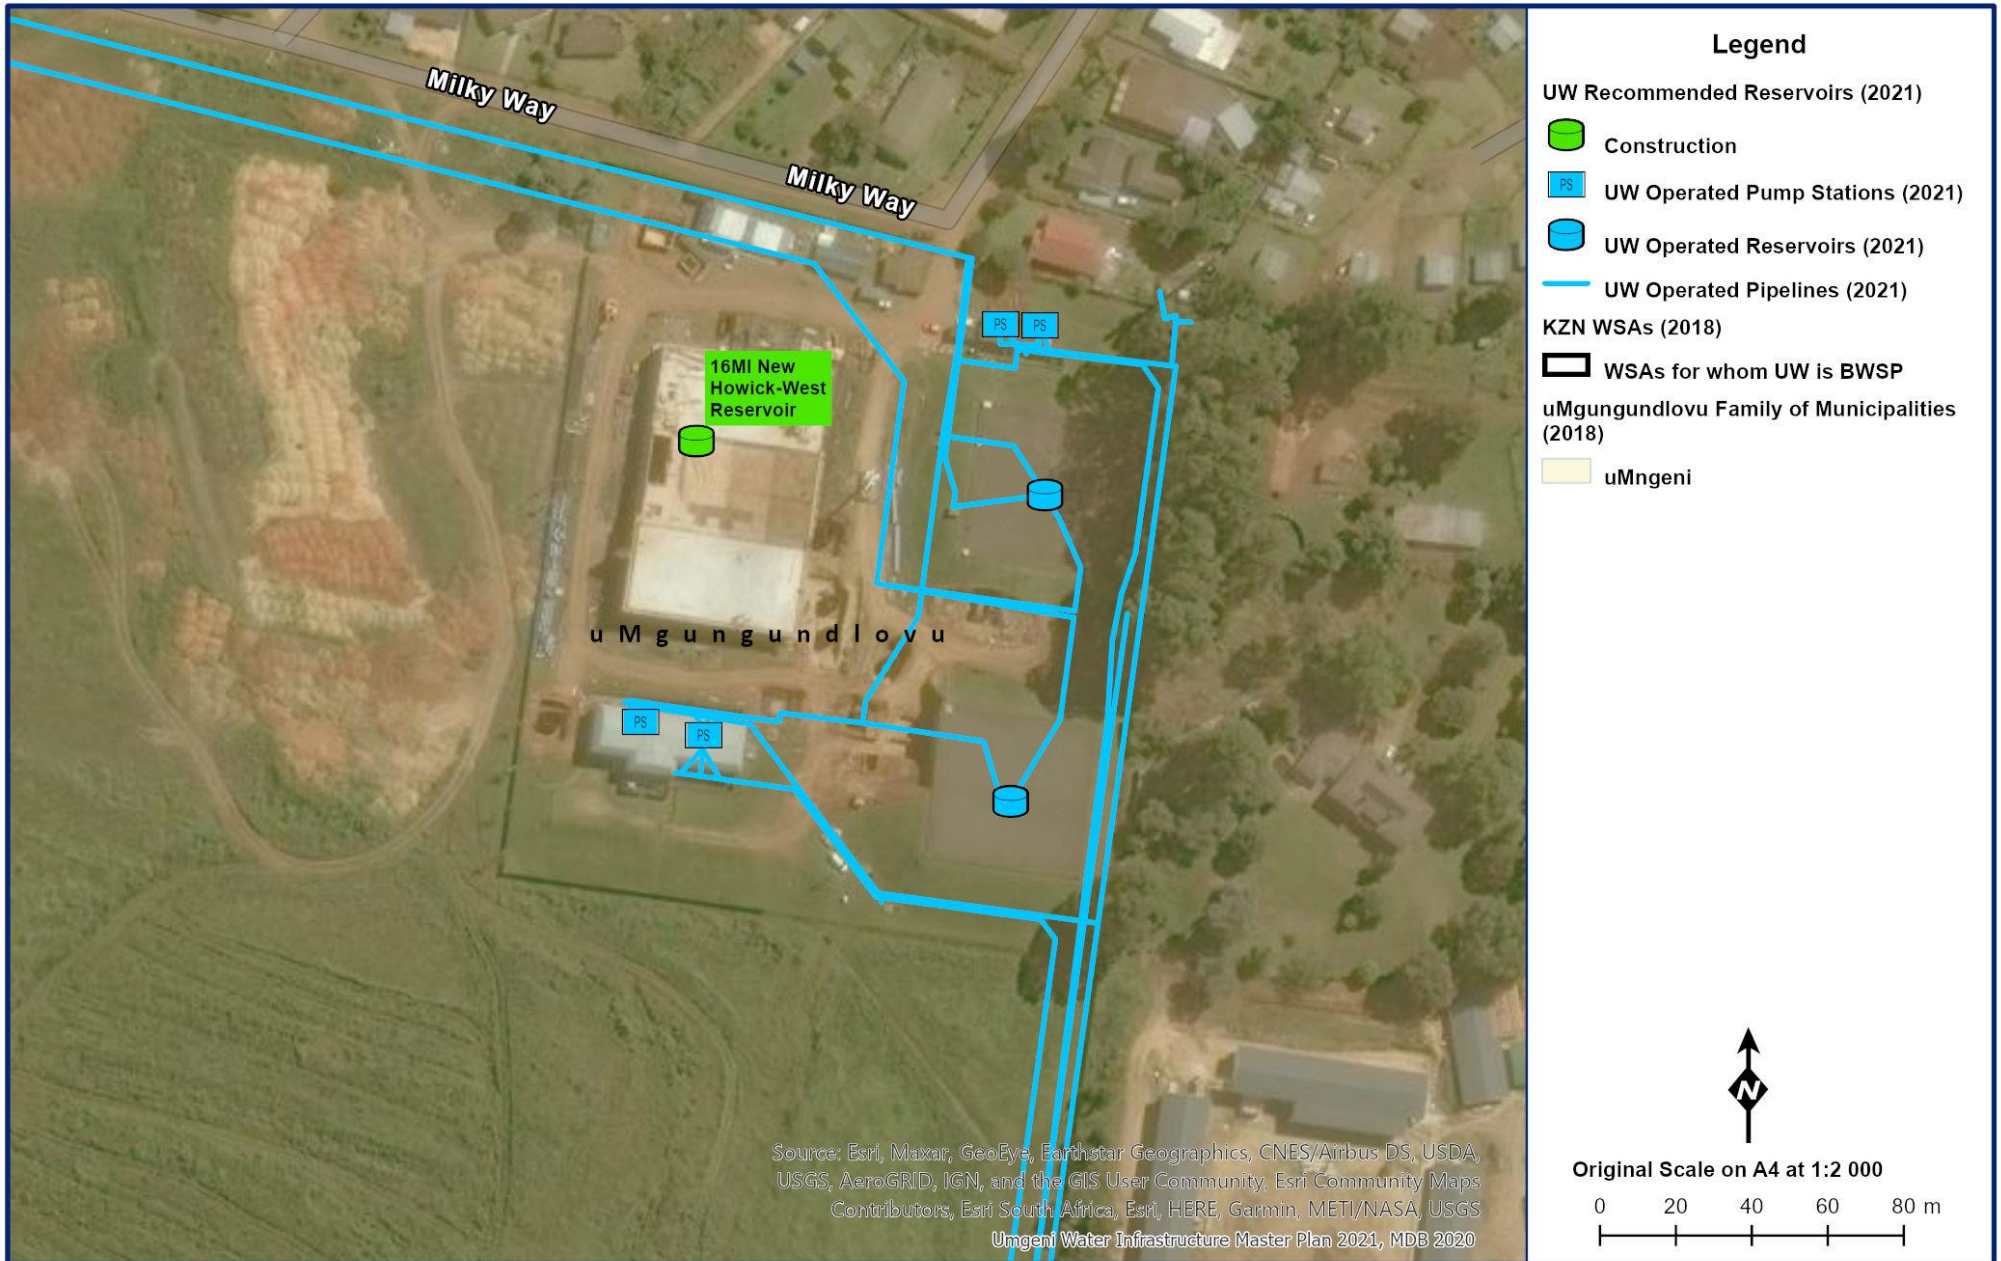 Milky Way
Milky Way
16Ml New
Howick-West
Reservoir
PS PS
uMgungundlovu
PS
PS
Source: Esri, Maxar, GeoEye, Earthstar Geographics, CNES/Airbus DS, USDA,
USGS, AeroGRID, IGN, and the GIS User Community, Esri Community Maps
Contributors, Esri South Africa, Esri, HERE, Garmin, METI/NASA, USGS
Umgeni Water Infrastructure Master Plan 2021, MDB 2020
Legend
UW Recommended Reservoirs (2021)
Construction
PS UW Operated Pump Stations (2021)
UW Operated Reservoirs (2021)
UW Operated Pipelines (2021)
KZN WSAs (2018)
WSAs for whom UW is BWSP
uMgungundlovu Family of Municipalities
(2018)
uMngeni
N
Original Scale on A4 at 1:2 000
0 20 40 60 80 m